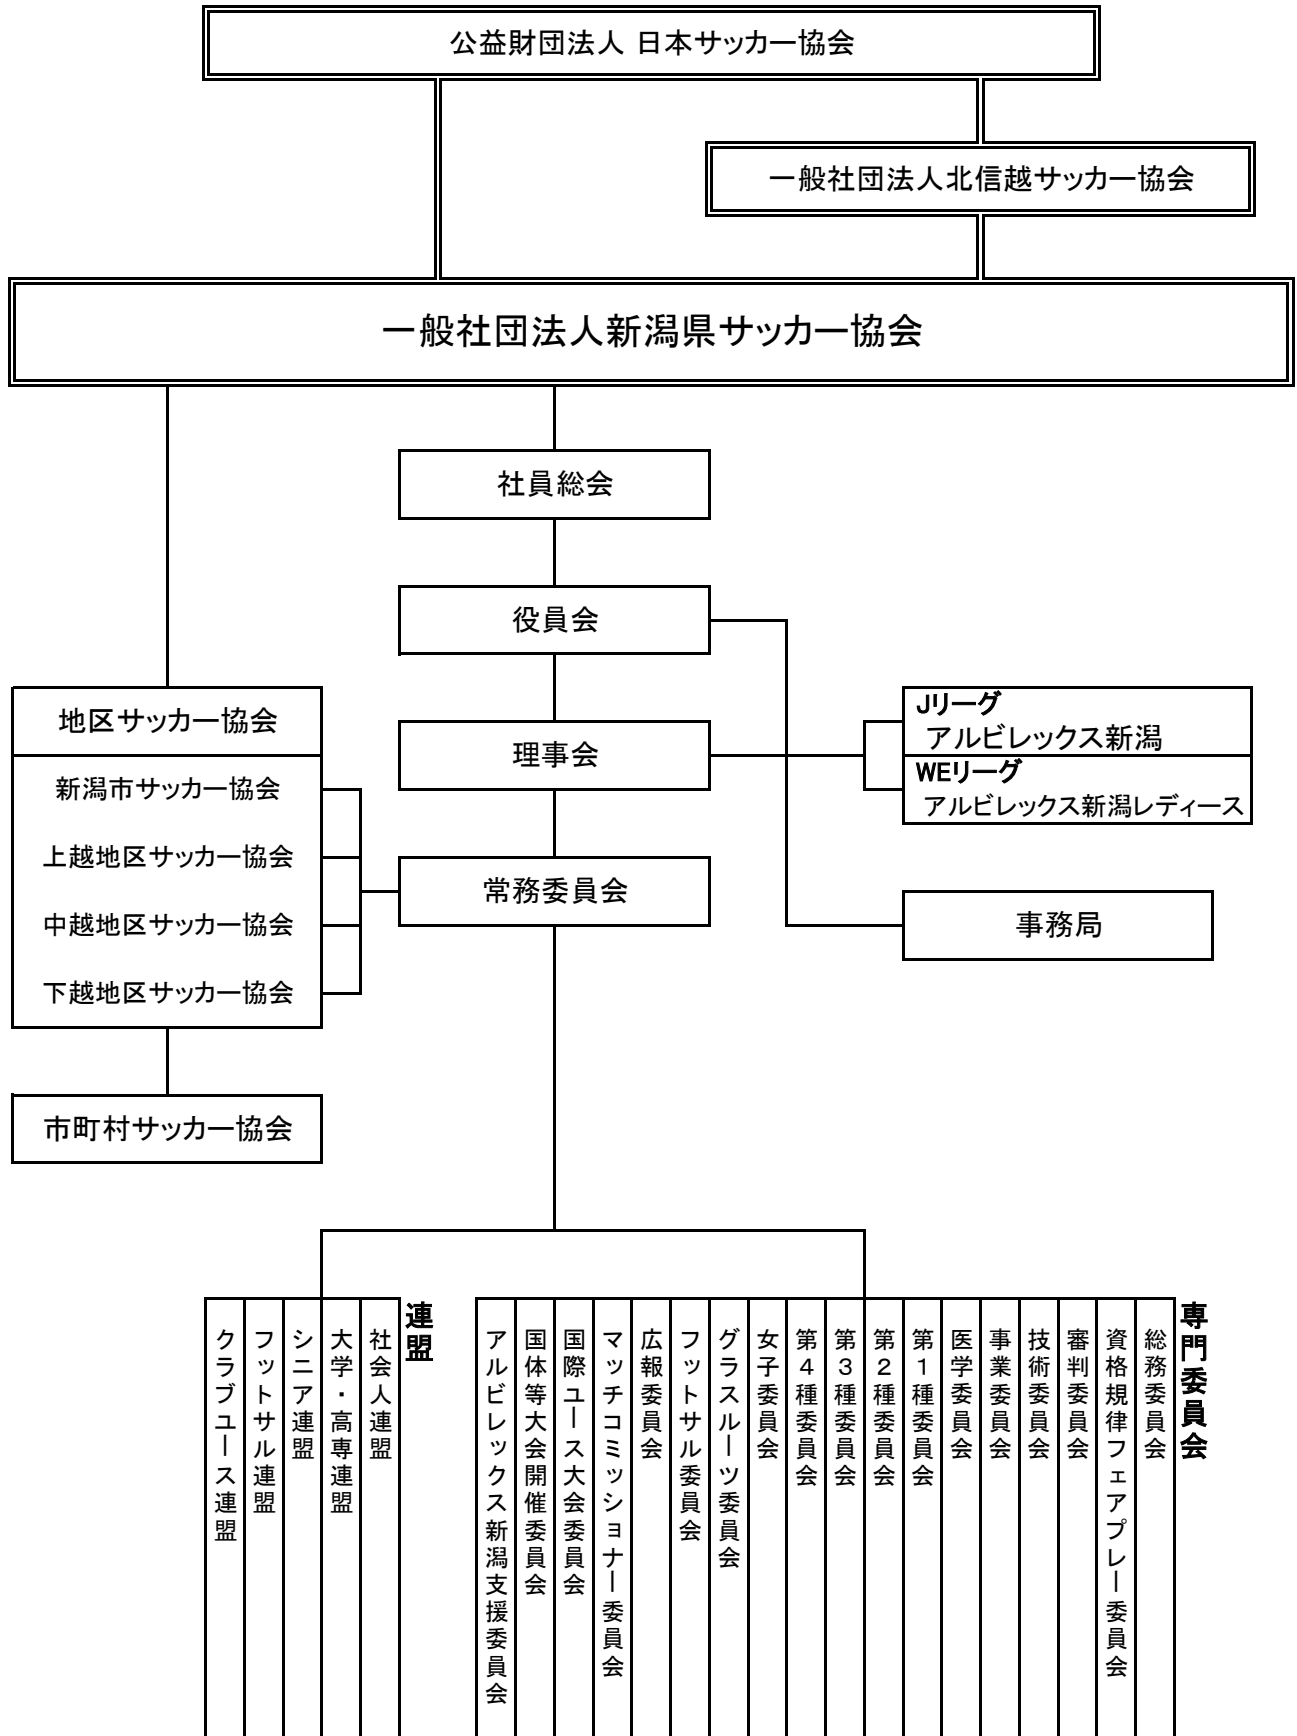 公益財団法人 日本サッカー協会
一般社団法人北信越サッカー協会
一般社団法人新潟県サッカー協会
社員総会
役員会
地区サッカー協会
新潟市サッカー協会
上越地区サッカー協会
中越地区サッカー協会
下越地区サッカー協会
市町村サッカー協会
理事会
常務委員会
Jリーグ
アルビレックス新潟
WEリーグ
アルビレックス新潟レディース
事務局
専門委員会
総務委員会
資格規律フェアプレー委員会
審判委員会
技術委員会
事業委員会
医学委員会
第1種委員会
第2種委員会
第3種委員会
第4種委員会
女子委員会
グラスルーツ委員会
フットサル委員会
広報委員会
マッチコミッショナー委員会
国際ユース大会委員会
国体等大会開催委員会
アルビレックス新潟支援委員会
連盟
社会人連盟
大学・高専連盟
シニア連盟
フットサル連盟
クラブユース連盟